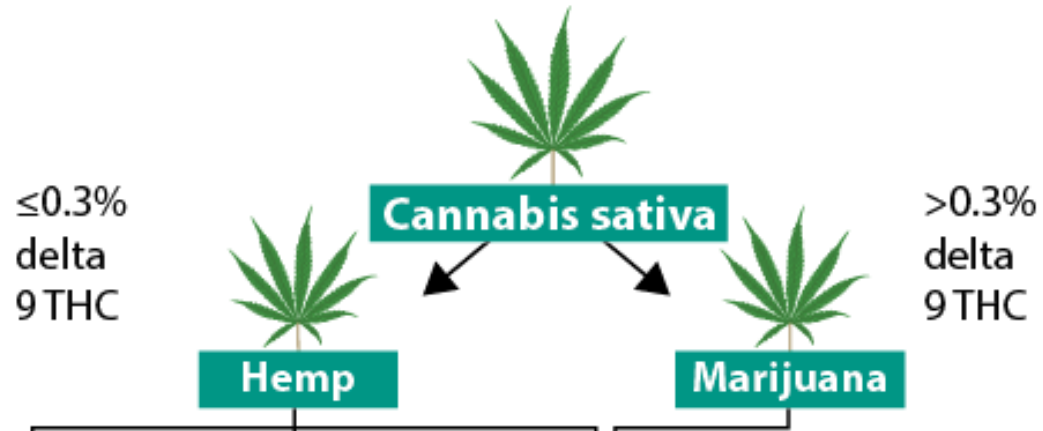 Cannabis sativa
≤0.3%
delta
9 THC
>0.3%
delta
9 THC
Hemp
Marijuana